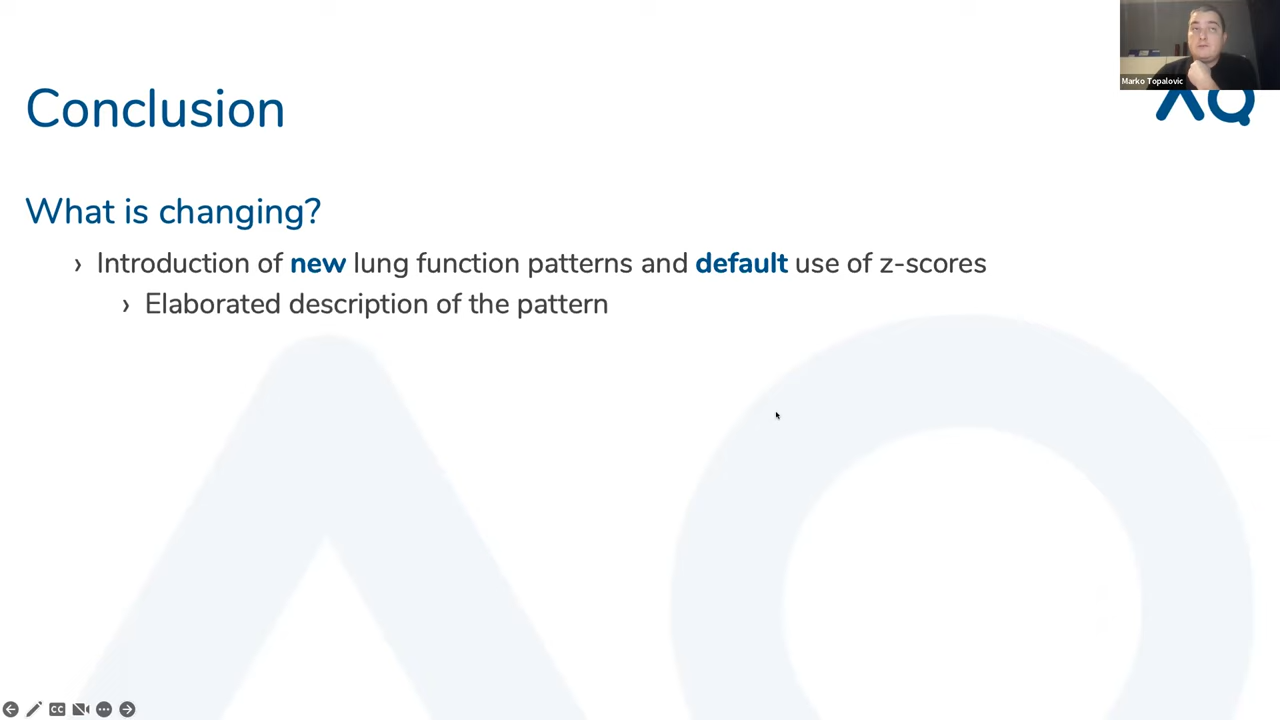 Marko Topalovic
Conclusion
What is changing?
› Introduction of new lung function patterns and default use of z-scores
› Elaborated description of the pattern
CC